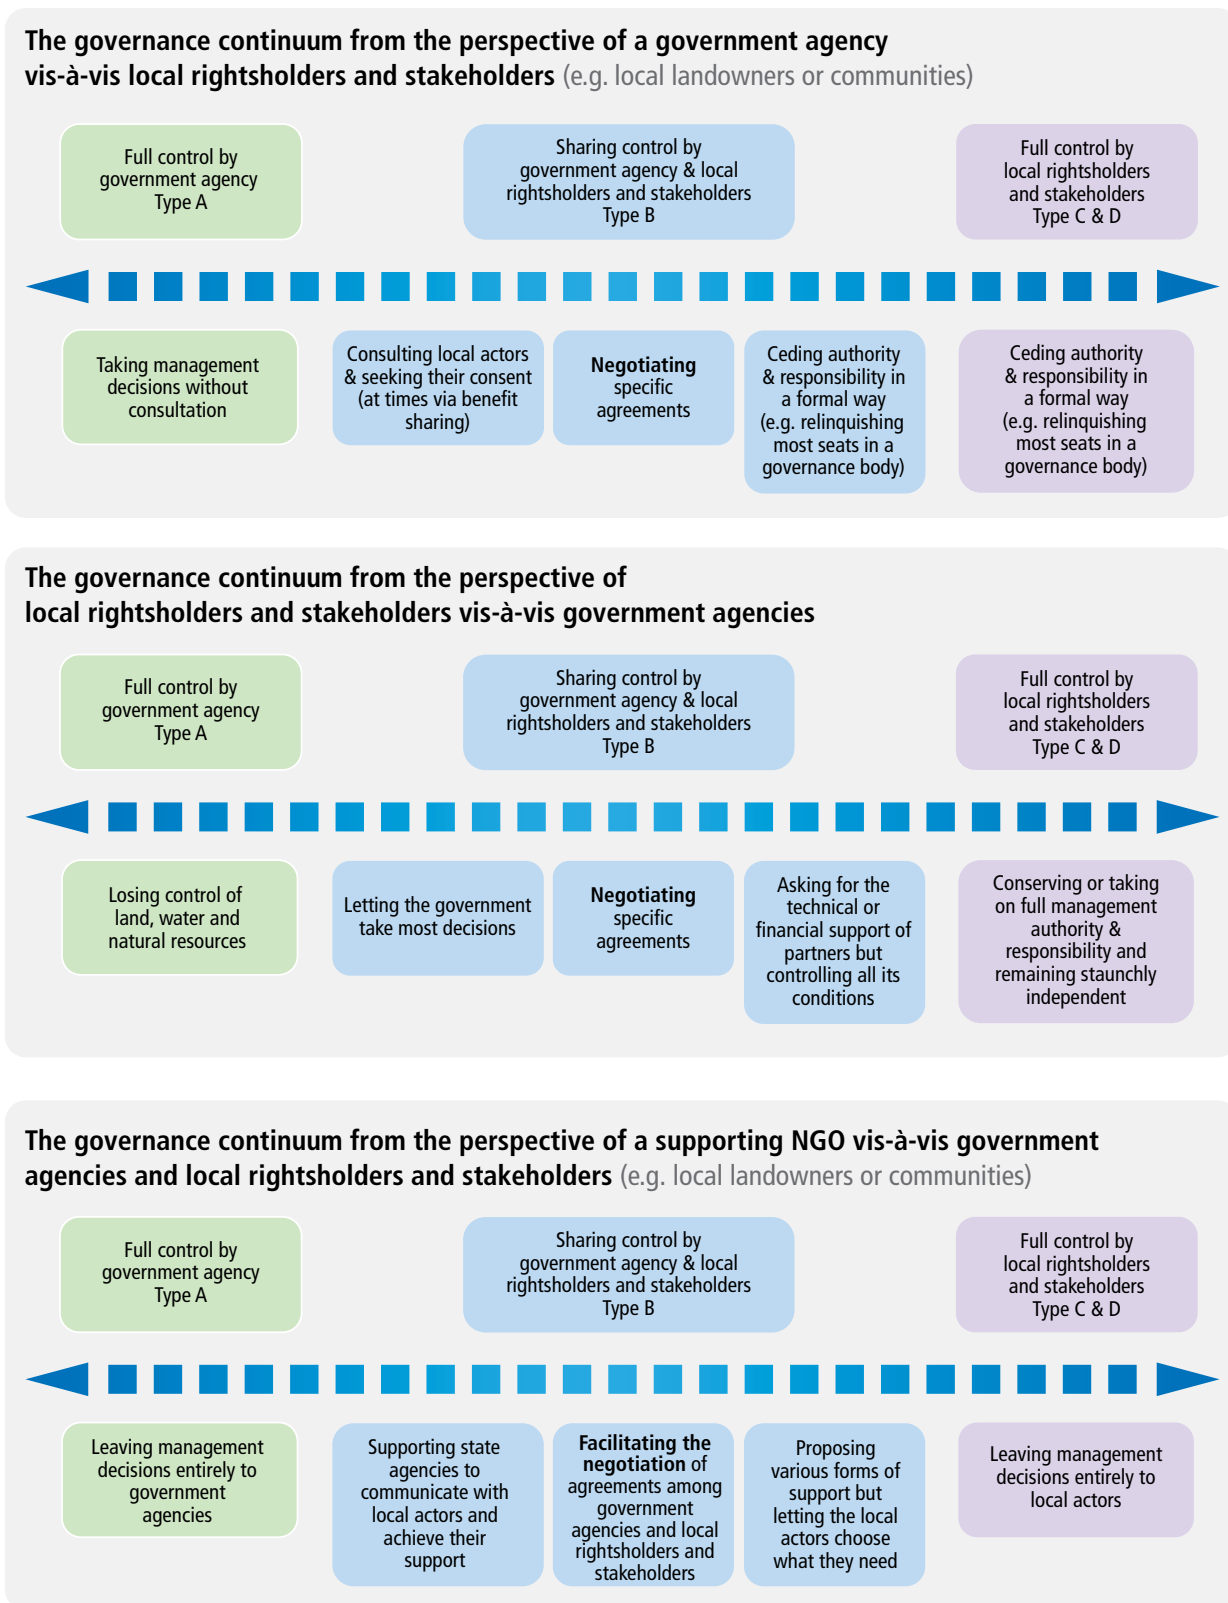 The governance continuum from the perspective of a government agency
vis-à-vis local rightsholders and stakeholders (e.g. local landowners or communities)
Full control by
government agency
Type A
Sharing control by
government agency & local
rightsholders and stakeholders
Type B
Full control by
local rightsholders
and stakeholders
Type C & D
Taking management
decisions without
consultation
Consulting local actors
& seeking their consent
(at times via benefit
sharing)
Negotiating
specific
agreements
Ceding authority
& responsibility in
a formal way
(e.g. relinquishing
most seats in a
governance body)
Ceding authority
& responsibility in
a formal way
(e.g. relinquishing
most seats in a
governance body)
The governance continuum from the perspective of
local rightsholders and stakeholders vis-à-vis government agencies
Full control by
government agency
Type A
Sharing control by
government agency & local
rightsholders and stakeholders
Type B
Full control by
local rightsholders
and stakeholders
Type C & D
Losing control of
land, water and
natural resources
Letting the government
take most decisions
Negotiating
specific
agreements
Asking for the
technical or
financial support of
partners but
controlling all its
conditions
Conserving or taking
on full management
authority &
responsibility and
remaining staunchly
independent
The governance continuum from the perspective of a supporting NGO vis-à-vis government
agencies and local rightsholders and stakeholders (e.g. local landowners or communities)
Full control by
government agency
Type A
Sharing control by
government agency & local
rightsholders and stakeholders
Type B
Full control by
local rightsholders
and stakeholders
Type C & D
Leaving management
decisions entirely to
government
agencies
Supporting state
agencies to
communicate with
local actors and
achieve their
support
Facilitating the
negotiation of
agreements among
government
agencies and local
rightsholders and
stakeholders
Proposing
various forms of
support but
letting the local
actors choose
what they need
Leaving management
decisions entirely to
local actors